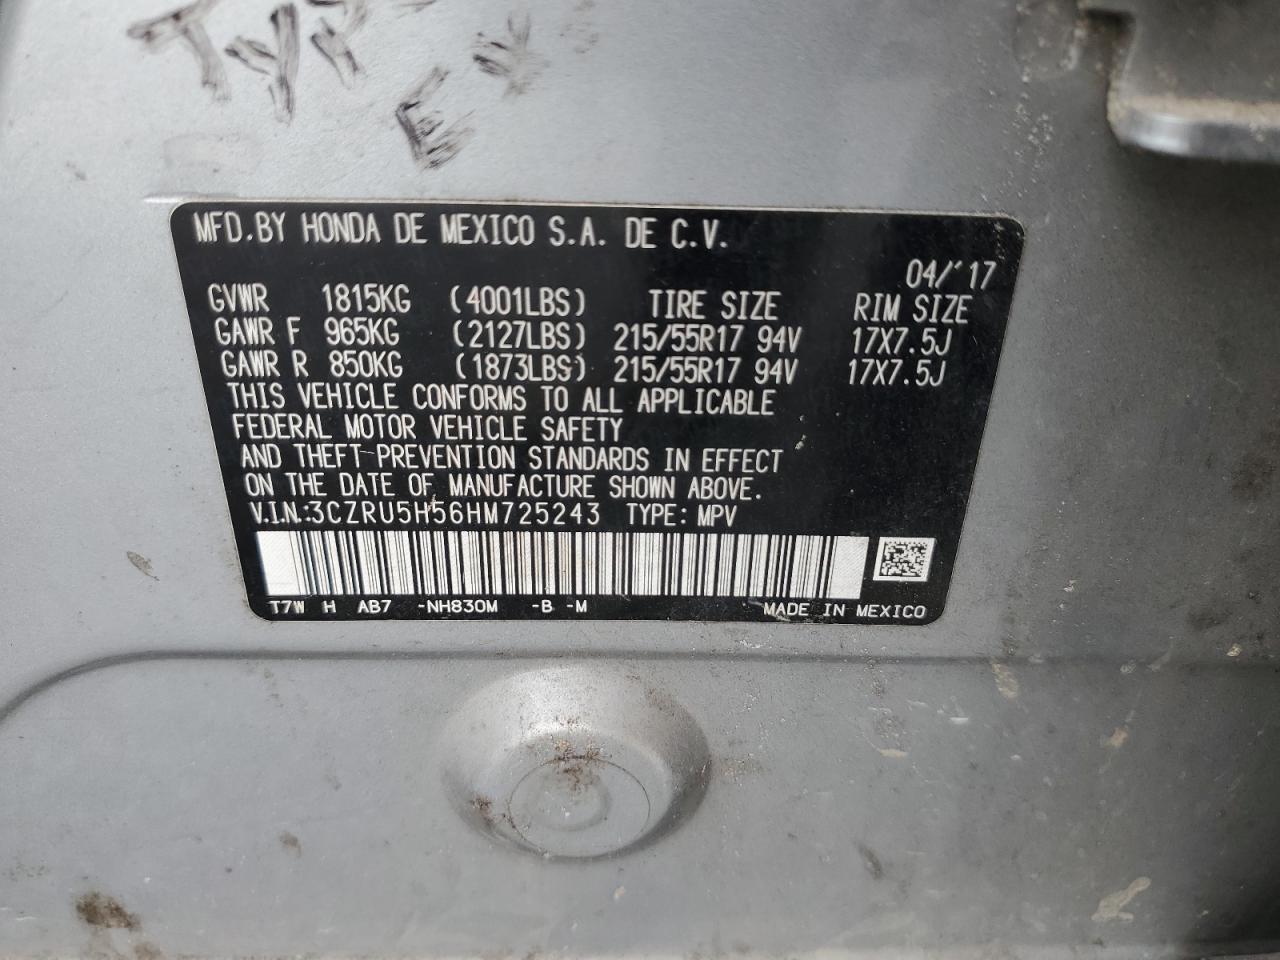 TY
E
MFD.BY HONDA DE MEXICO S.A. DE C.V.
04/'17
GVWR 1815KG (4001LBS) TIRE SIZE RIM SIZE
GAWR F 965KG (2127LBS) 215/55R17 94V 17X7.5J
GAWR R 850KG (1873LBS) 215/55R17 94V 17X7.5J
THIS VEHICLE CONFORMS TO ALL APPLICABLE
FEDERAL MOTOR VEHICLE SAFETY
AND THEFT-PREVENTION STANDARDS IN EFFECT
ON THE DATE OF MANUFACTURE SHOWN ABOVE.
V.I.N.:3CZRU5H56HM725243 TYPE: MPV
T7W H AB7 -NH830M -B -M MADE IN MEXICO